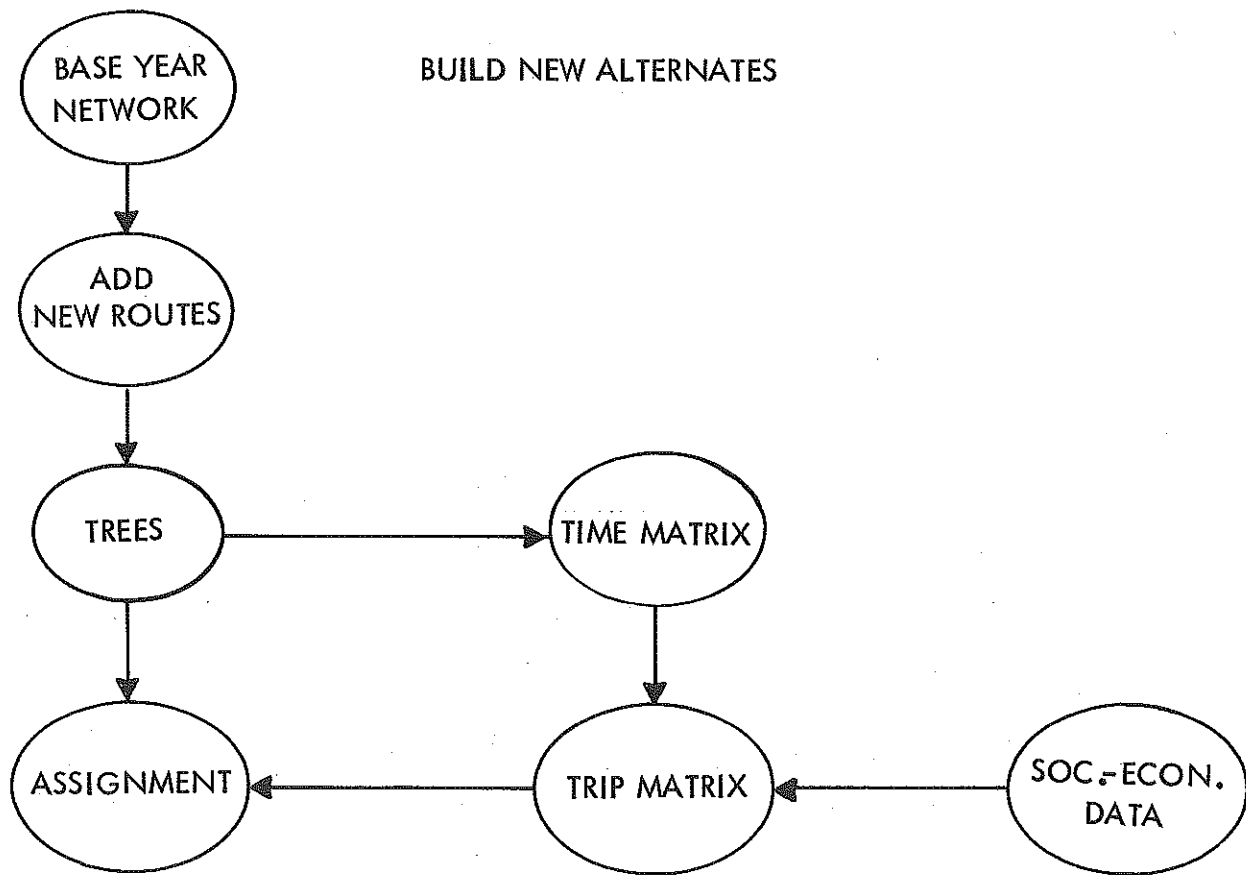 BASE YEAR
NETWORK
BUILD NEW ALTERNATES
ADD
NEW ROUTES
TREES
TIME MATRIX
ASSIGNMENT
TRIP MATRIX
SOC.-ECON.
DATA